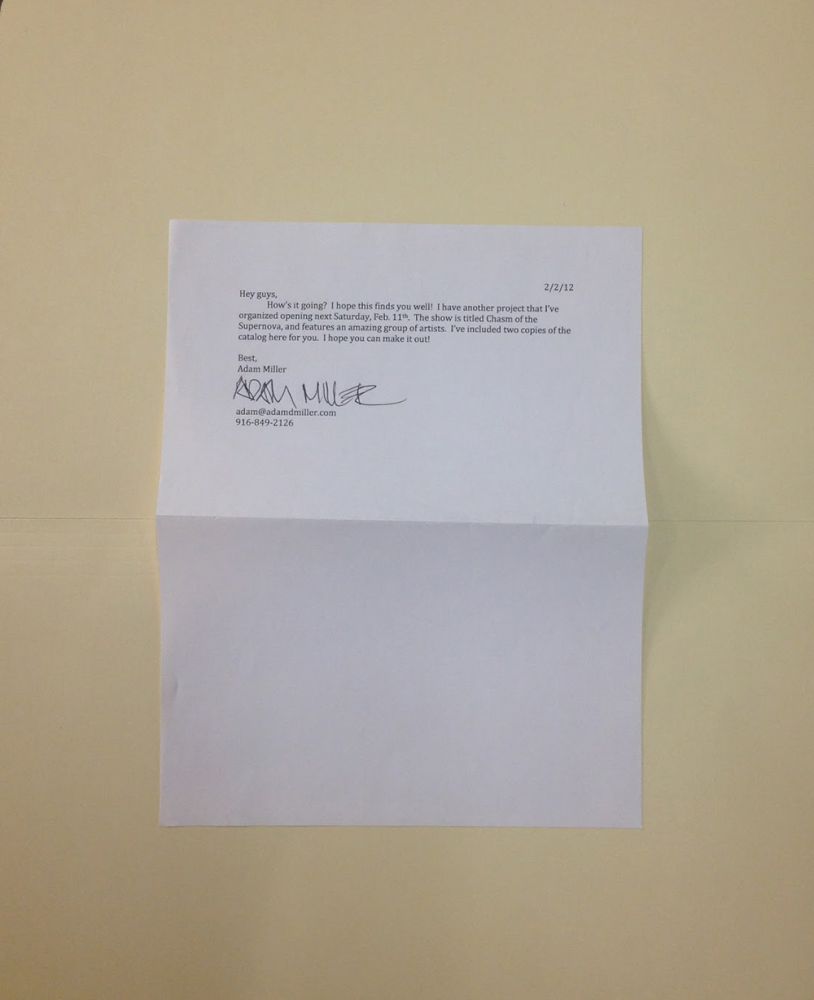 2/2/12
Hey guys,
How's it going? I hope this finds you well! I have another project that I've
organized opening next Saturday, Feb. 11th. The show is titled Chasm of the
Supernova, and features an amazing group of artists. I've included two copies of the
catalog here for you. I hope you can make it out!
Best,
Adam Miller
ADAM MILLER
adam@adamdmiller.com
916-849-2126